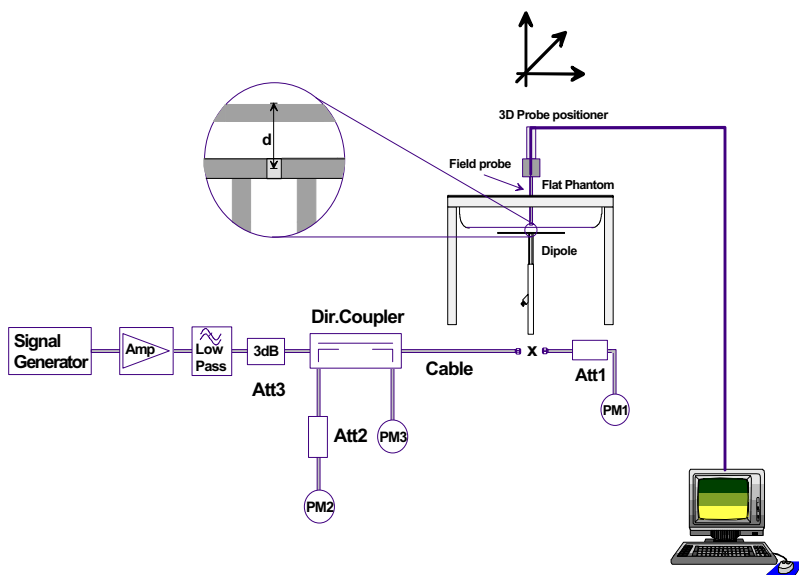 3D Probe positioner
d
Field probe
Flat Phantom
Dipole
Dir.Coupler
Signal
Generator
Amp
Low
Pass
3dB
Cable
x
Att3
Att1
PM1
Att2
PM3
PM2